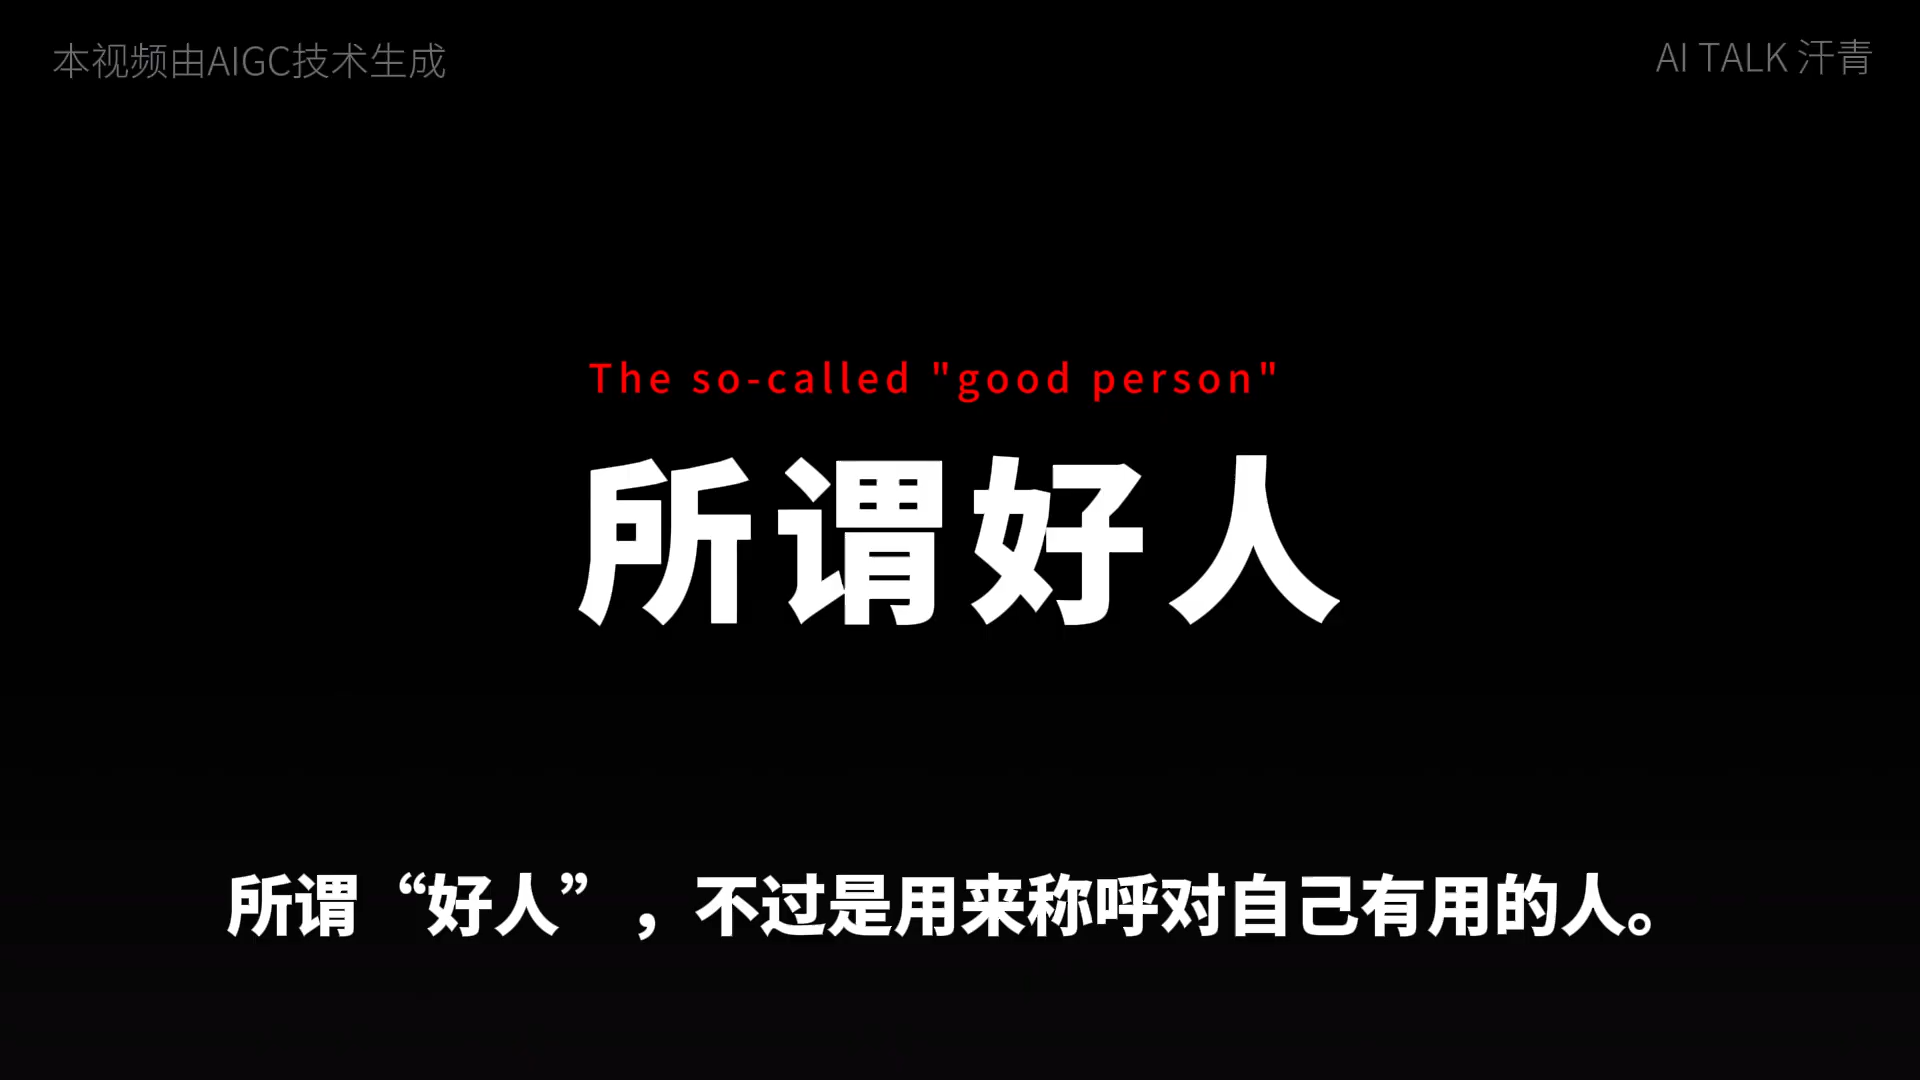 本视频由AIGC技术生成
AI TALK 汗青
The so-called "good person"
所谓好人
所谓“好人”，不过是用来称呼对自己有用的人。